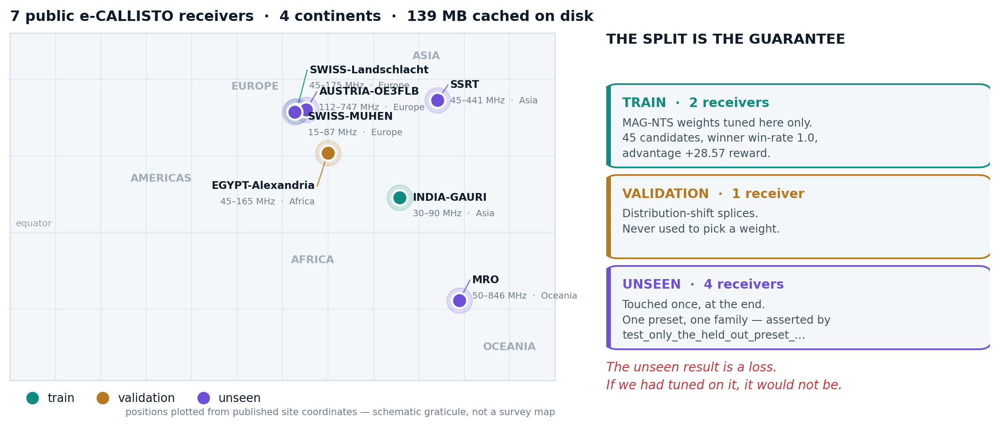 7 public e-CALLISTO receivers · 4 continents · 139 MB cached on disk
ASIA
EUROPE
SWISS-Landschlacht
45–175 MHz · Europe
AUSTRIA-OE3FLB
112–747 MHz · Europe
SWISS-MUHEN
15–87 MHz · Europe
SSRT
45–441 MHz · Asia
AMERICAS
EGYPT-Alexandria
45–165 MHz · Africa
INDIA-GAURI
30–90 MHz · Asia
equator
AFRICA
MRO
50–846 MHz · Oceania
OCEANIA
train
validation
unseen
positions plotted from published site coordinates — schematic graticule, not a survey map
THE SPLIT IS THE GUARANTEE
TRAIN · 2 receivers
MAG-NTS weights tuned here only.
45 candidates, winner win-rate 1.0,
advantage +28.57 reward.
VALIDATION · 1 receiver
Distribution-shift splices.
Never used to pick a weight.
UNSEEN · 4 receivers
Touched once, at the end.
One preset, one family — asserted by
test_only_the_held_out_preset_…
The unseen result is a loss.
If we had tuned on it, it would not be.